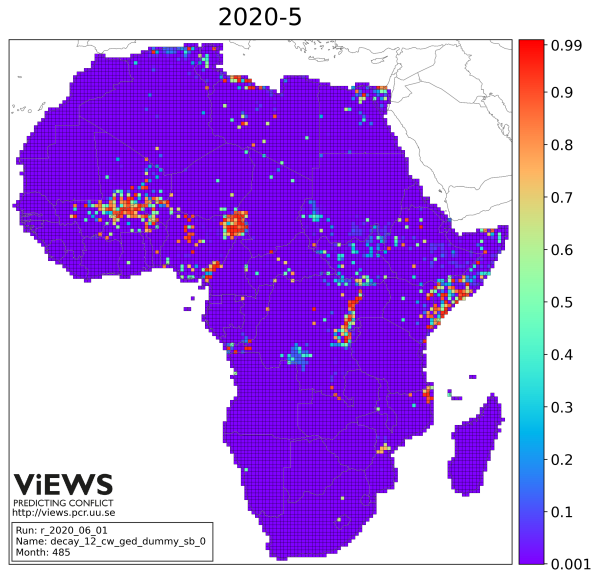 2020-5
0.99
0.9
0.8
0.7
0.6
0.5
0.4
0.3
0.2
0.1
0.001
ViEWS
PREDICTING CONFLICT
http://views.pcr.uu.se
Run: r_2020_06_01
Name: decay_12_cw_ged_dummy_sb_0
Month: 485